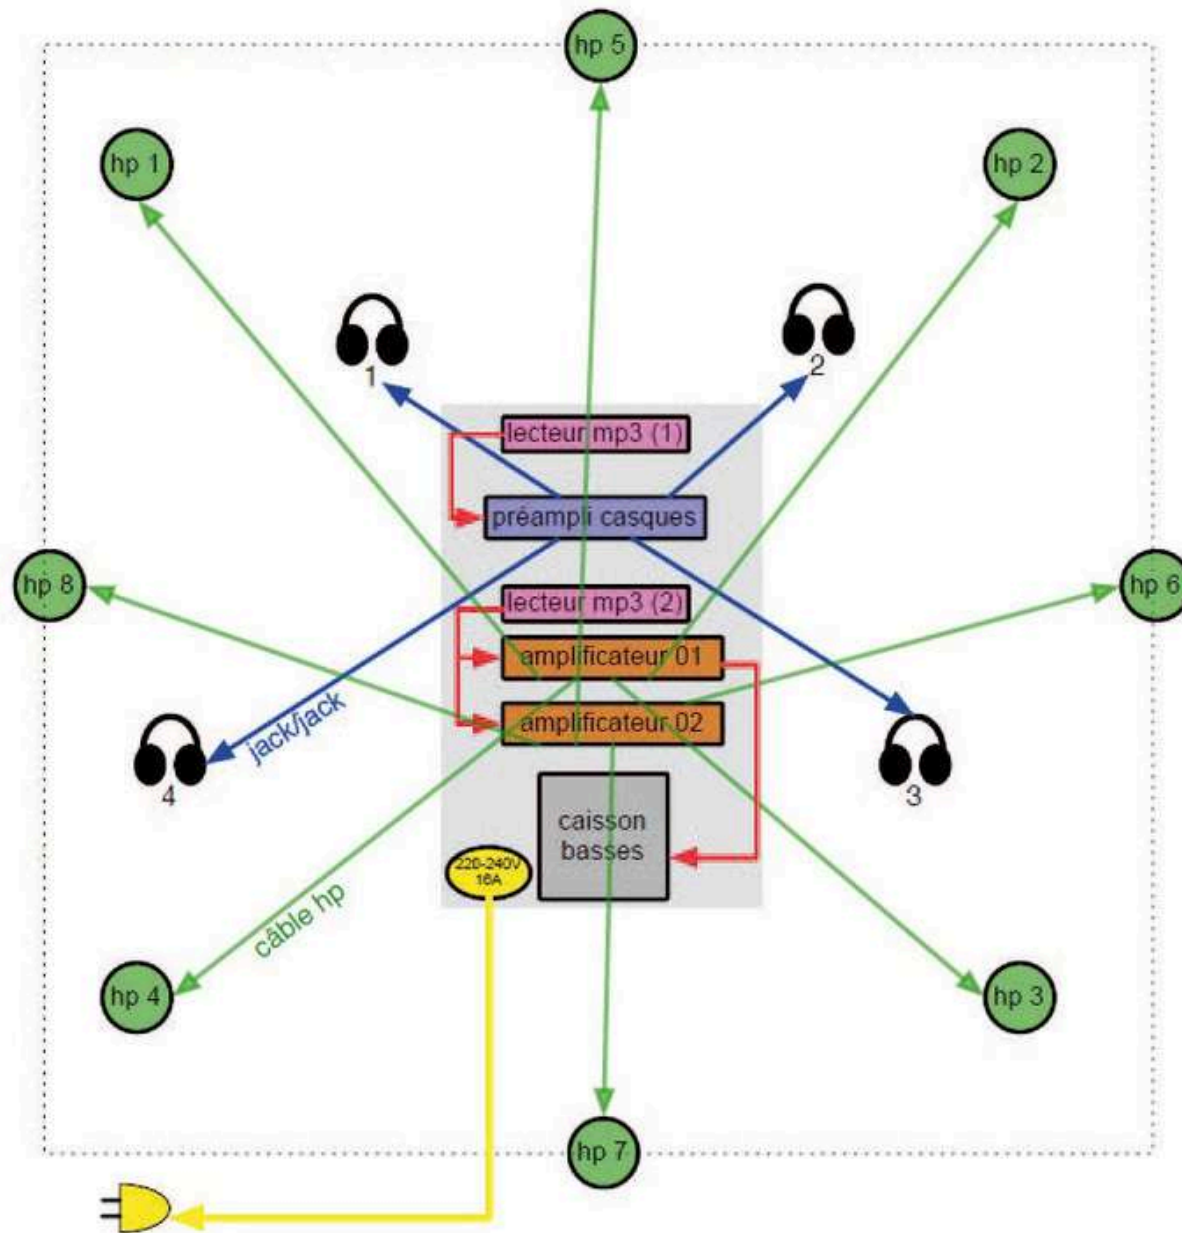 hp 5
hp 1
hp 2
1
2
lecteur mp3 (1)
préampli casques
hp 8
hp 6
lecteur mp3 (2)
amplificateur 01
amplificateur 02
jack/jack
4
3
caisson
basses
220-240V
16A
câble hp
hp 4
hp 3
hp 7